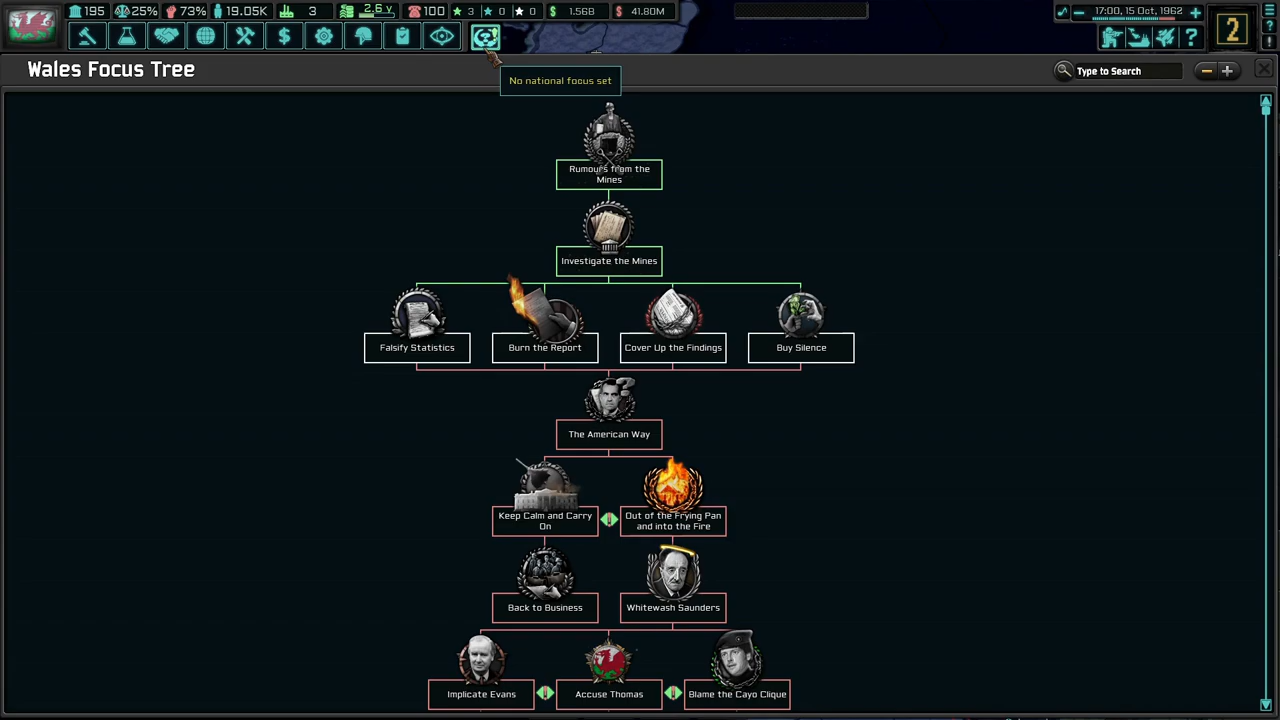 195 25% 73% 19.05K 3 2.6 v 100 3 0 0 $ 1.56B $ 41.80M 17:00, 15 Oct, 1962
2
Wales Focus Tree
Type to Search
No national focus set
Rumours from the
Mines
Investigate the Mines
Falsify Statistics
Burn the Report
Cover Up the Findings
Buy Silence
The American Way
Keep Calm and Carry
On
Out of the Frying Pan
and into the Fire
Back to Business
Whitewash Saunders
Implicate Evans
Accuse Thomas
Blame the Cayo Clique